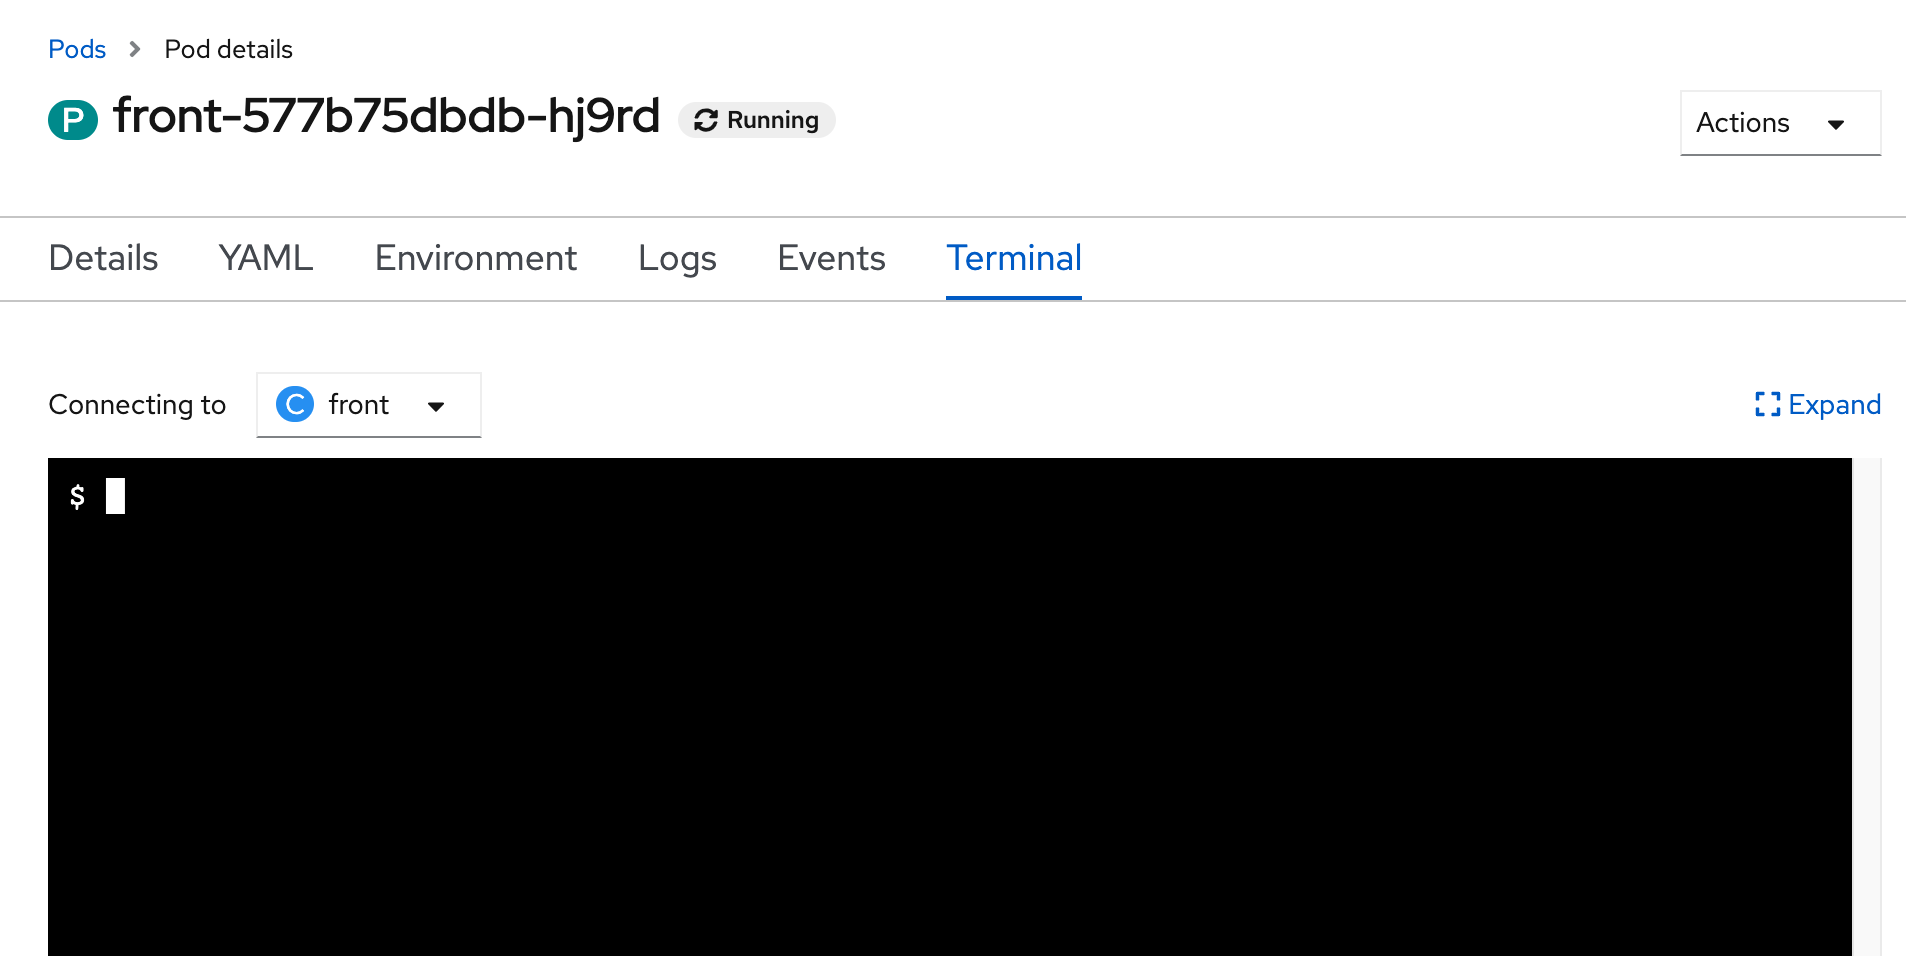 Pods > Pod details
P front-577b75dbdb-hj9rd Running
Actions
Details YAML Environment Logs Events Terminal
Connecting to C front
Expand
$